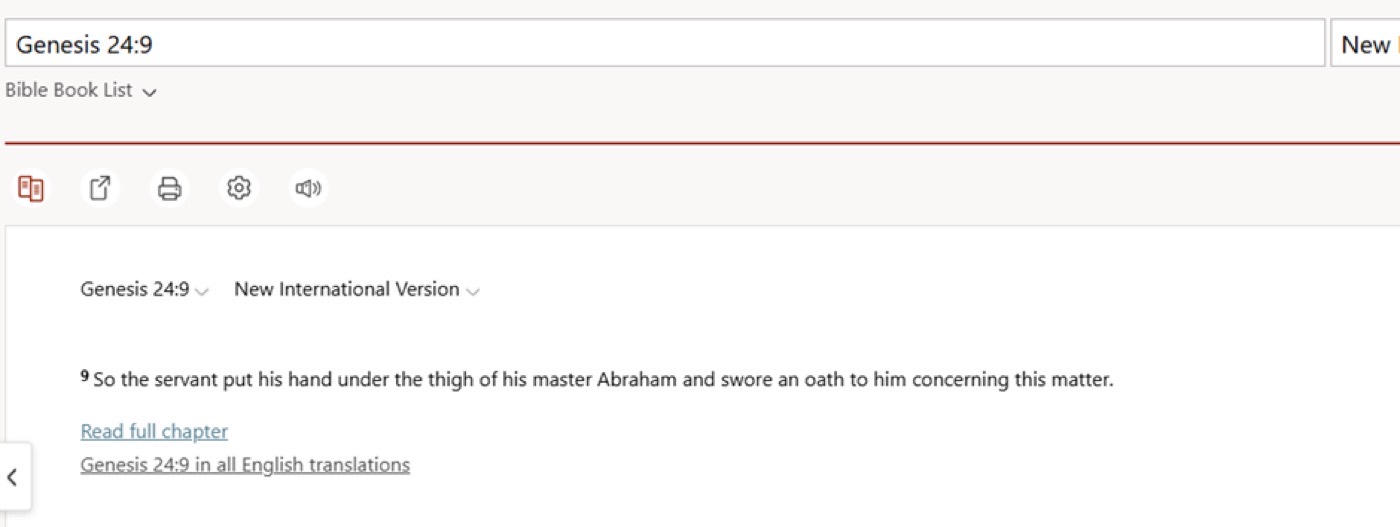 Genesis 24:9
New
Bible Book List
Genesis 24:9 New International Version
9 So the servant put his hand under the thigh of his master Abraham and swore an oath to him concerning this matter.
Read full chapter
Genesis 24:9 in all English translations